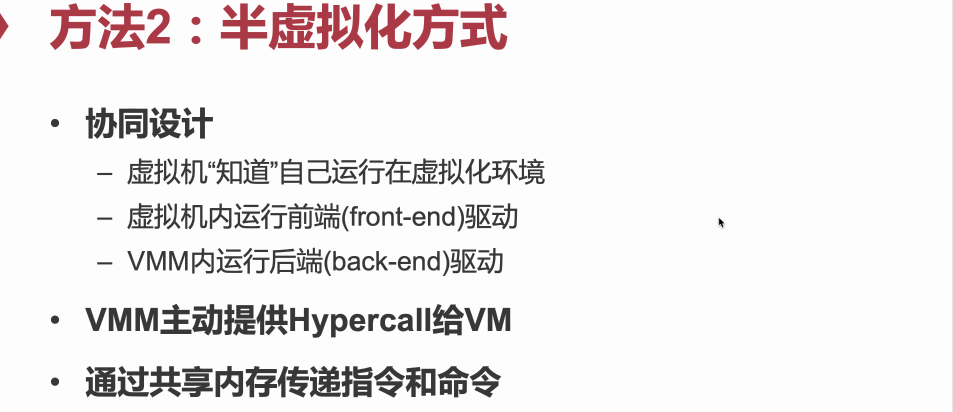 方法2：半虚拟化方式
• 协同设计
– 虚拟机“知道”自己运行在虚拟化环境
– 虚拟机内运行前端(front-end)驱动
– VMM内运行后端(back-end)驱动
• VMM主动提供Hypercall给VM
• 通过共享内存传递指令和命令